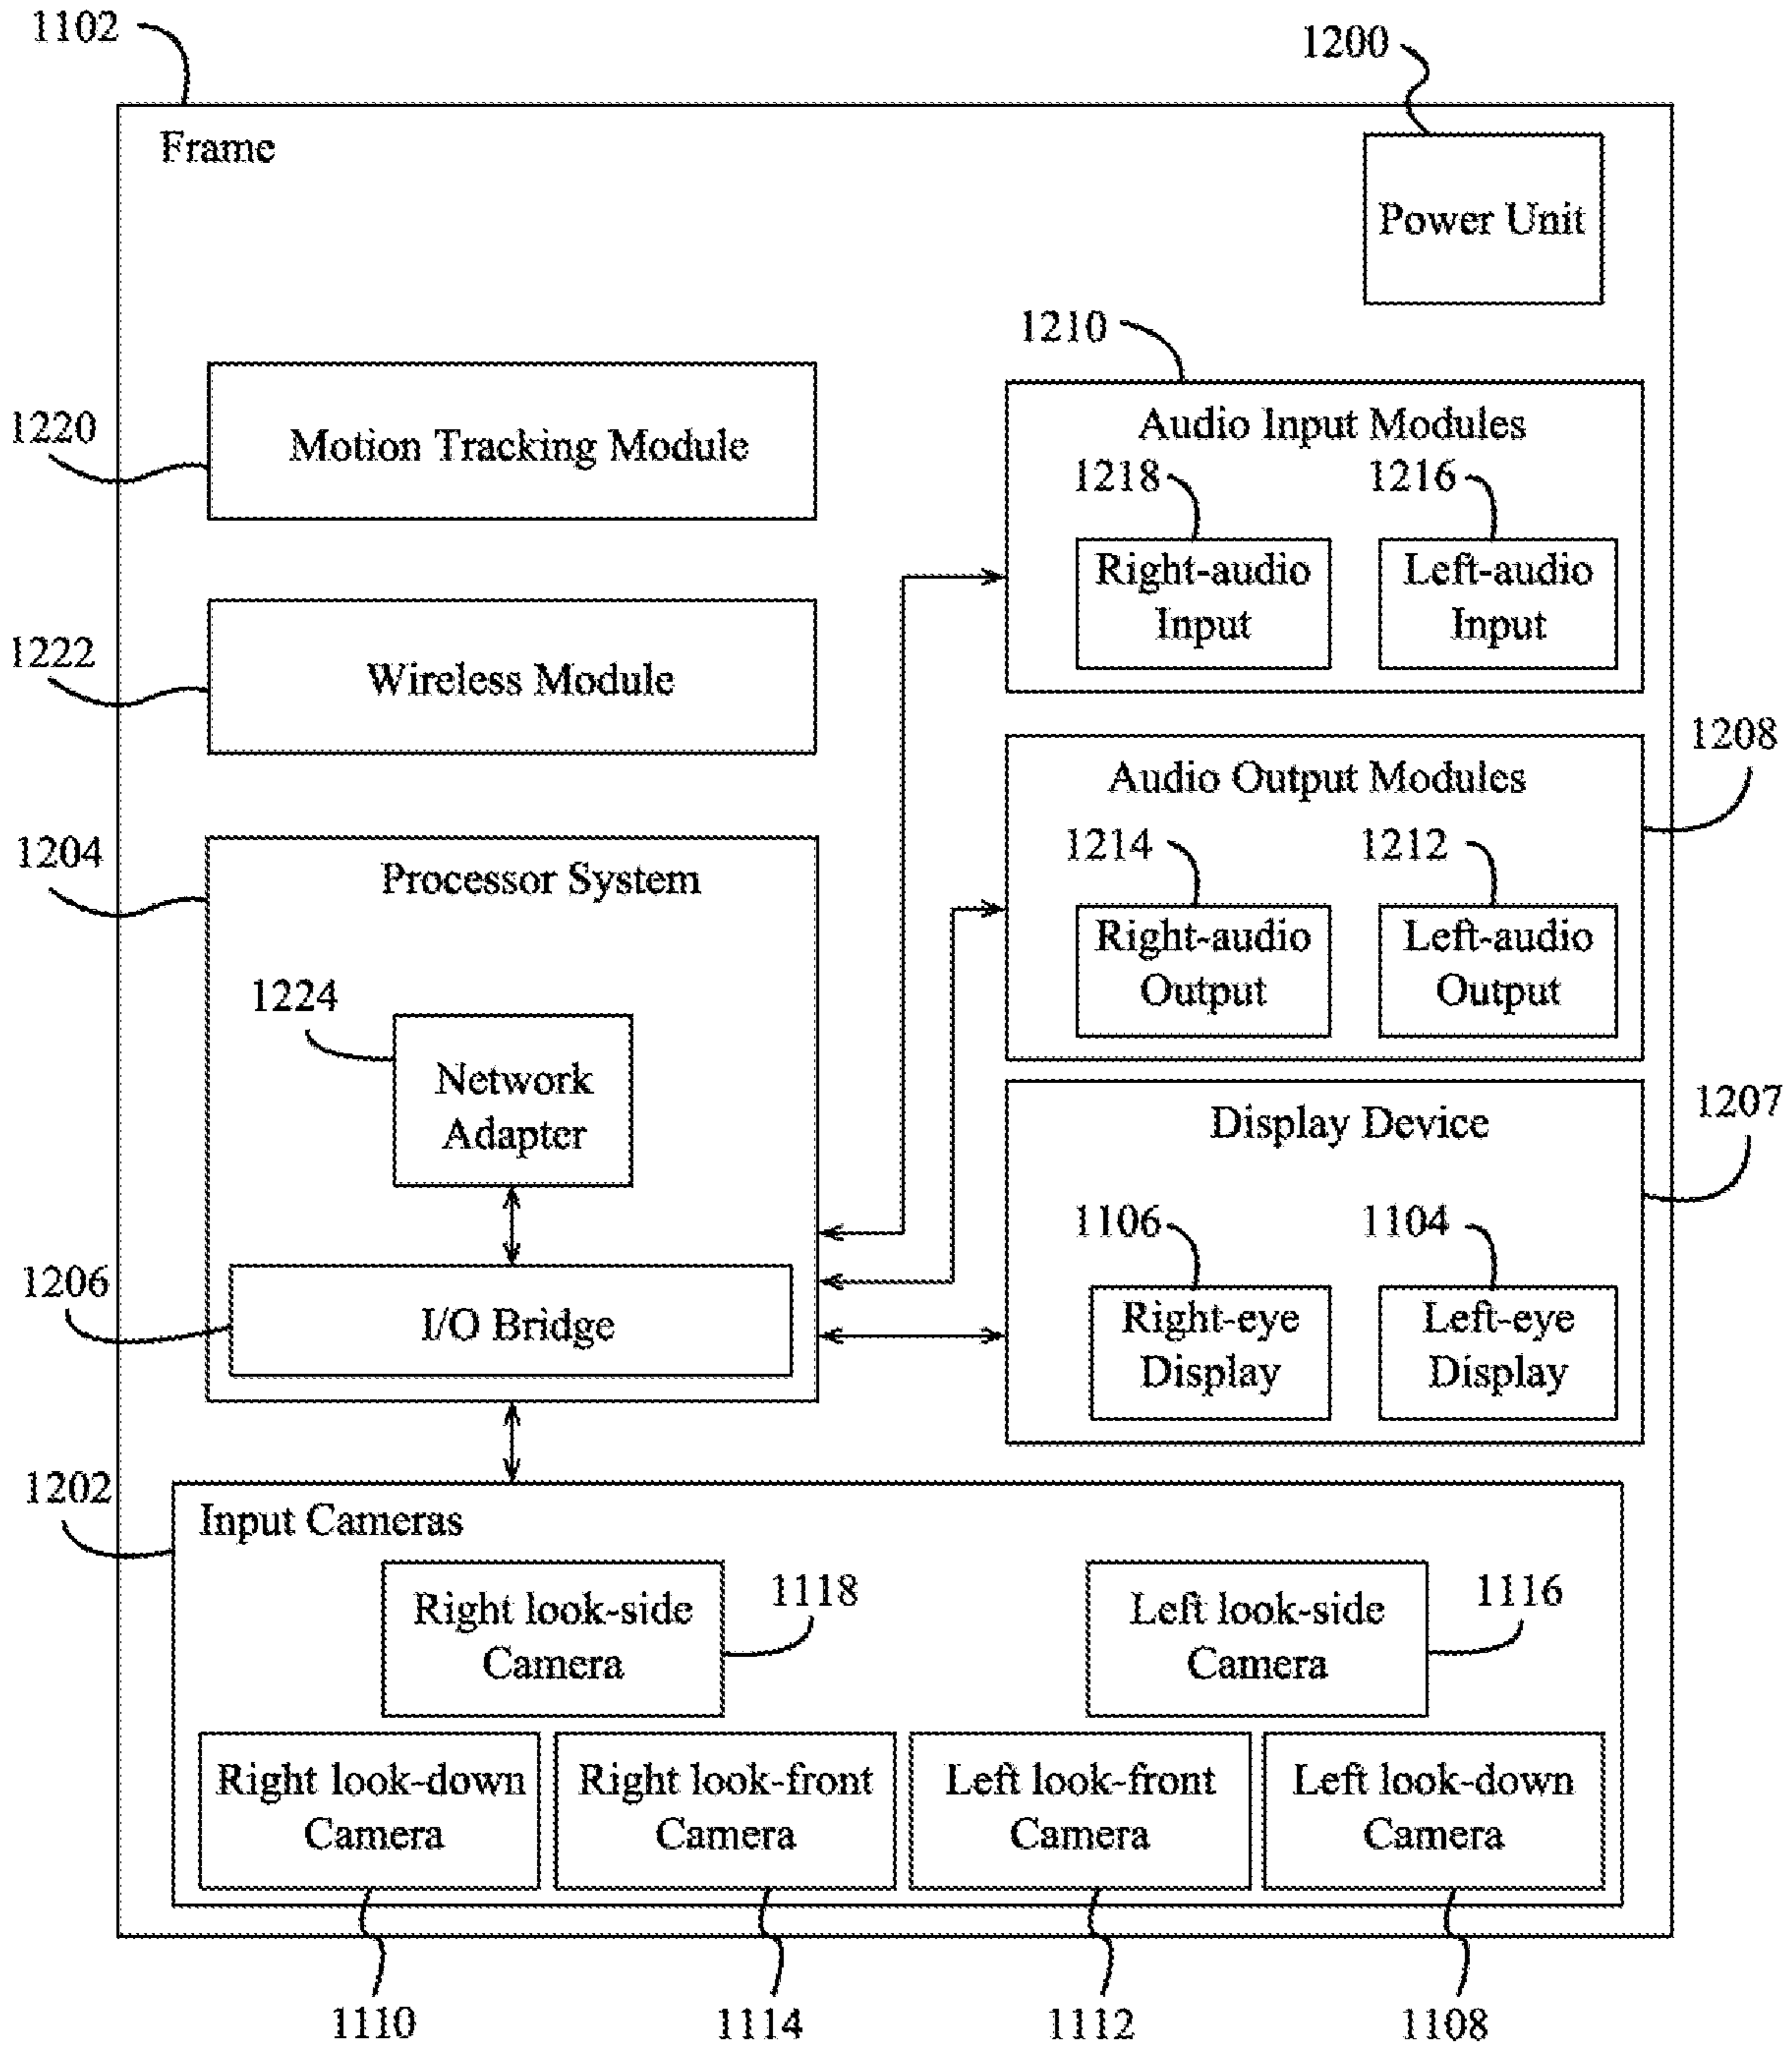 1102
1200
Frame
Power Unit
1210
1220
Motion Tracking Module
Audio Input Modules
1218
1216
Right-audio
Input
Left-audio
Input
1222
Wireless Module
1208
Audio Output Modules
1214
1212
Right-audio
Output
Left-audio
Output
1204
Processor System
1224
Network
Adapter
1207
Display Device
1106
1104
Right-eye
Display
Left-eye
Display
1206
I/O Bridge
1202
Input Cameras
Right look-side
Camera
1118
Left look-side
Camera
1116
Right look-down
Camera
Right look-front
Camera
Left look-front
Camera
Left look-down
Camera
1110
1114
1112
1108